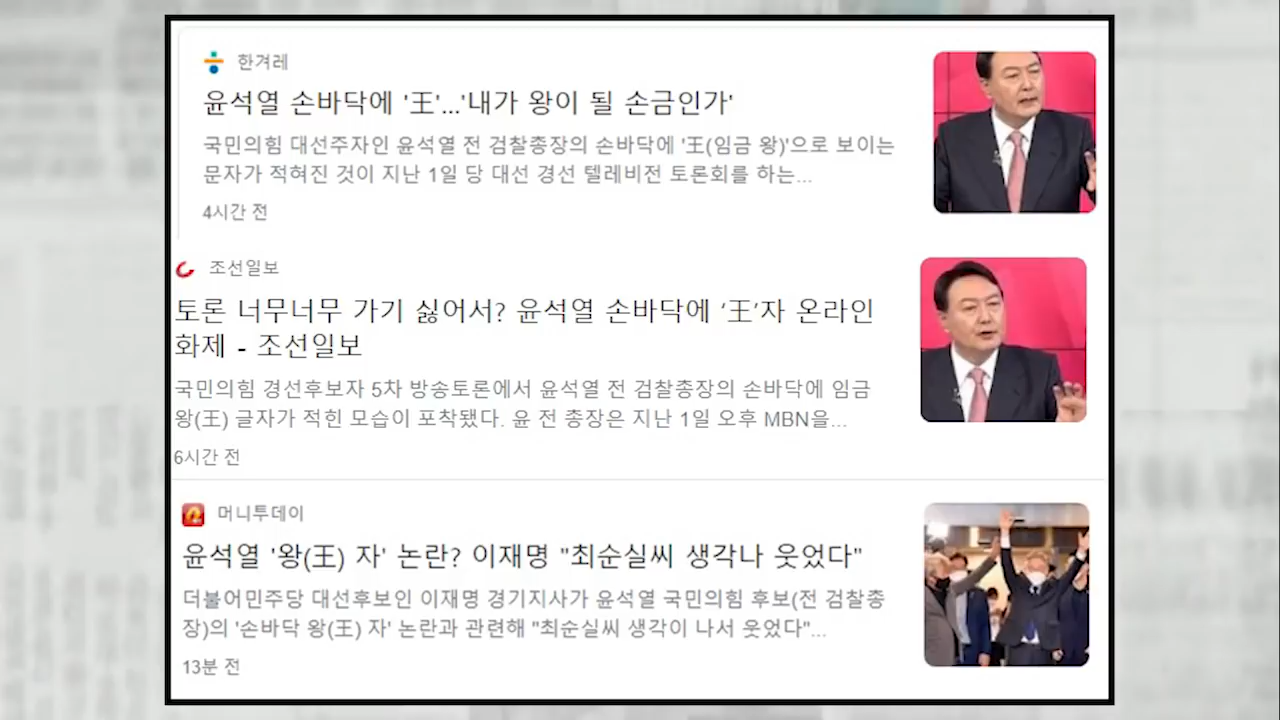 한겨레
윤석열 손바닥에 '王'...'내가 왕이 될 손금인가'
국민의힘 대선주자인 윤석열 전 검찰총장의 손바닥에 '王(임금 왕)'으로 보이는
문자가 적혀진 것이 지난 1일 당 대선 경선 텔레비전 토론회를 하는...
4시간 전
조선일보
토론 너무너무 가기 싫어서? 윤석열 손바닥에 ‘王’자 온라인
화제 - 조선일보
국민의힘 경선후보자 5차 방송토론에서 윤석열 전 검찰총장의 손바닥에 임금
왕(王) 글자가 적힌 모습이 포착됐다. 윤 전 총장은 지난 1일 오후 MBN을...
6시간 전
머니투데이
윤석열 '왕(王) 자' 논란? 이재명 "최순실씨 생각나 웃었다"
더불어민주당 대선후보인 이재명 경기지사가 윤석열 국민의힘 후보(전 검찰총
장)의 '손바닥 왕(王) 자' 논란과 관련해 "최순실씨 생각이 나서 웃었다"...
13분 전